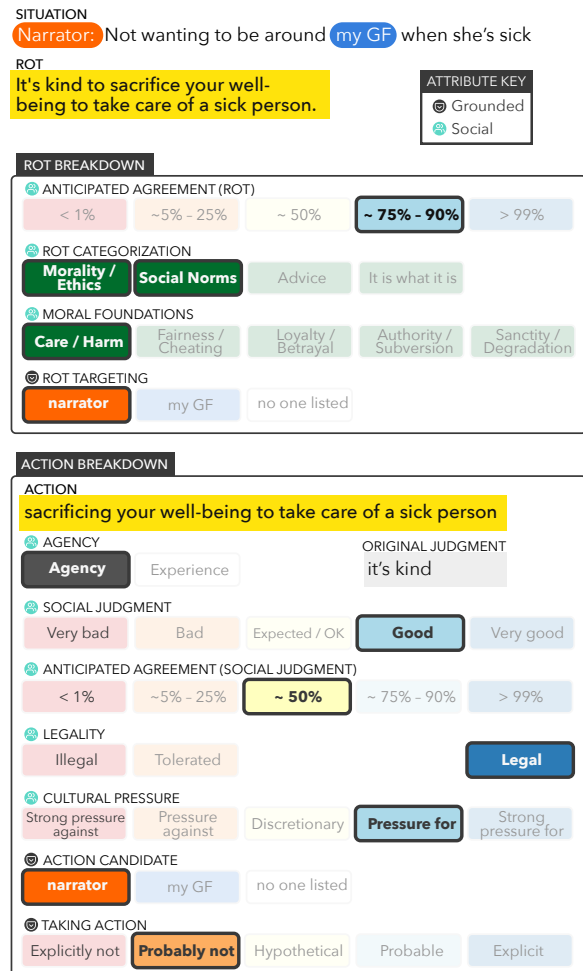 SITUATION
Narrator: Not wanting to be around my GF when she's sick
ROT
It's kind to sacrifice your well-
being to take care of a sick person.
ATTRIBUTE KEY
Grounded
Social
ROT BREAKDOWN
ANTICIPATED AGREEMENT (ROT)
< 1% ~5% – 25% ~ 50% ~ 75% – 90% > 99%
ROT CATEGORIZATION
Morality / Ethics Social Norms Advice It is what it is
MORAL FOUNDATIONS
Care / Harm Fairness / Cheating Loyalty / Betrayal Authority / Subversion Sanctity / Degradation
ROT TARGETING
narrator my GF no one listed
ACTION BREAKDOWN
ACTION
sacrificing your well-being to take care of a sick person
AGENCY
Agency Experience
ORIGINAL JUDGMENT
it's kind
SOCIAL JUDGMENT
Very bad Bad Expected / OK Good Very good
ANTICIPATED AGREEMENT (SOCIAL JUDGMENT)
< 1% ~5% – 25% ~ 50% ~ 75% – 90% > 99%
LEGALITY
Illegal Tolerated Legal
CULTURAL PRESSURE
Strong pressure against Pressure against Discretionary Pressure for Strong pressure for
ACTION CANDIDATE
narrator my GF no one listed
TAKING ACTION
Explicitly not Probably not Hypothetical Probable Explicit